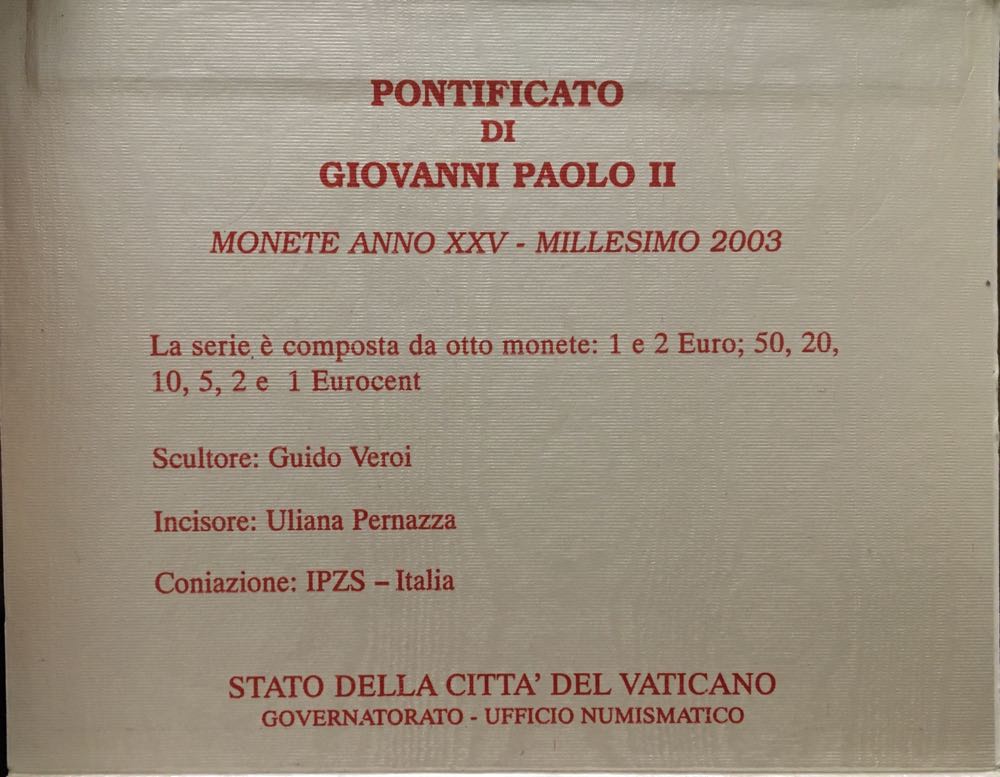 PONTIFICATO
DI
GIOVANNI PAOLO II
MONETE ANNO XXV - MILLESIMO 2003
La serie è composta da otto monete: 1 e 2 Euro; 50, 20,
10, 5, 2 e 1 Eurocent
Scultore: Guido Veroi
Incisore: Uliana Pernazza
Coniazione: IPZS – Italia
STATO DELLA CITTA' DEL VATICANO
GOVERNATORATO - UFFICIO NUMISMATICO